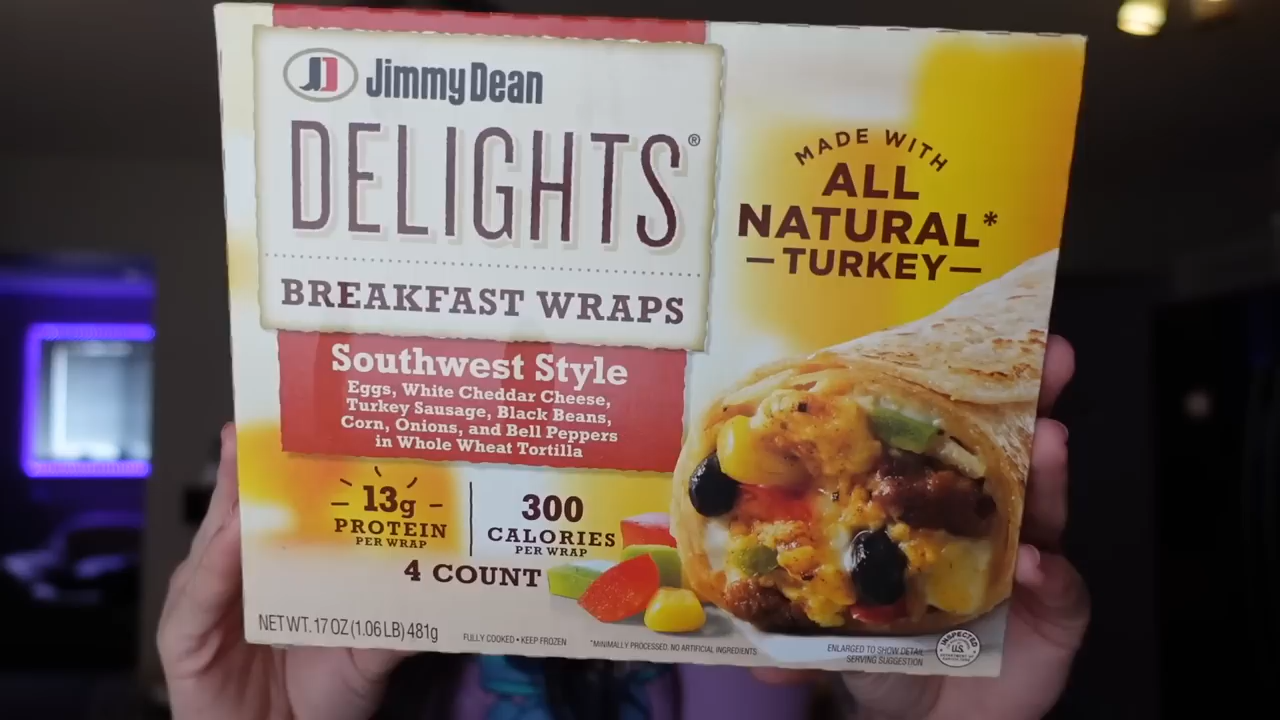 JD Jimmy Dean
DELIGHTS®
BREAKFAST WRAPS
Southwest Style
Eggs, White Cheddar Cheese,
Turkey Sausage, Black Beans,
Corn, Onions, and Bell Peppers
in Whole Wheat Tortilla
13g
PROTEIN
PER WRAP
300
CALORIES
PER WRAP
4 COUNT
NET WT. 17 OZ (1.06 LB) 481g
FULLY COOKED • KEEP FROZEN
*MINIMALLY PROCESSED, NO ARTIFICIAL INGREDIENTS
MADE WITH
ALL
NATURAL*
—TURKEY—
ENLARGED TO SHOW DETAIL
SERVING SUGGESTION
INSPECTED
U.S.